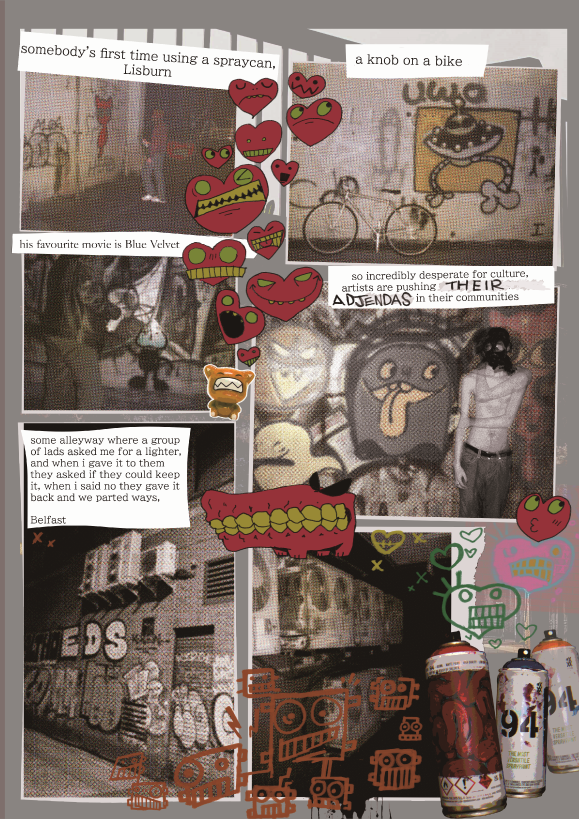 somebody's first time using a spraycan,
Lisburn
a knob on a bike
uwa
his favourite movie is Blue Velvet
so incredibly desperate for culture,
artists are pushing THEIR
ADJENDAS in their communities
some alleyway where a group
of lads asked me for a lighter,
and when i gave it to them
they asked if they could keep
it, when i said no they gave it
back and we parted ways,
Belfast
EDS
94
94